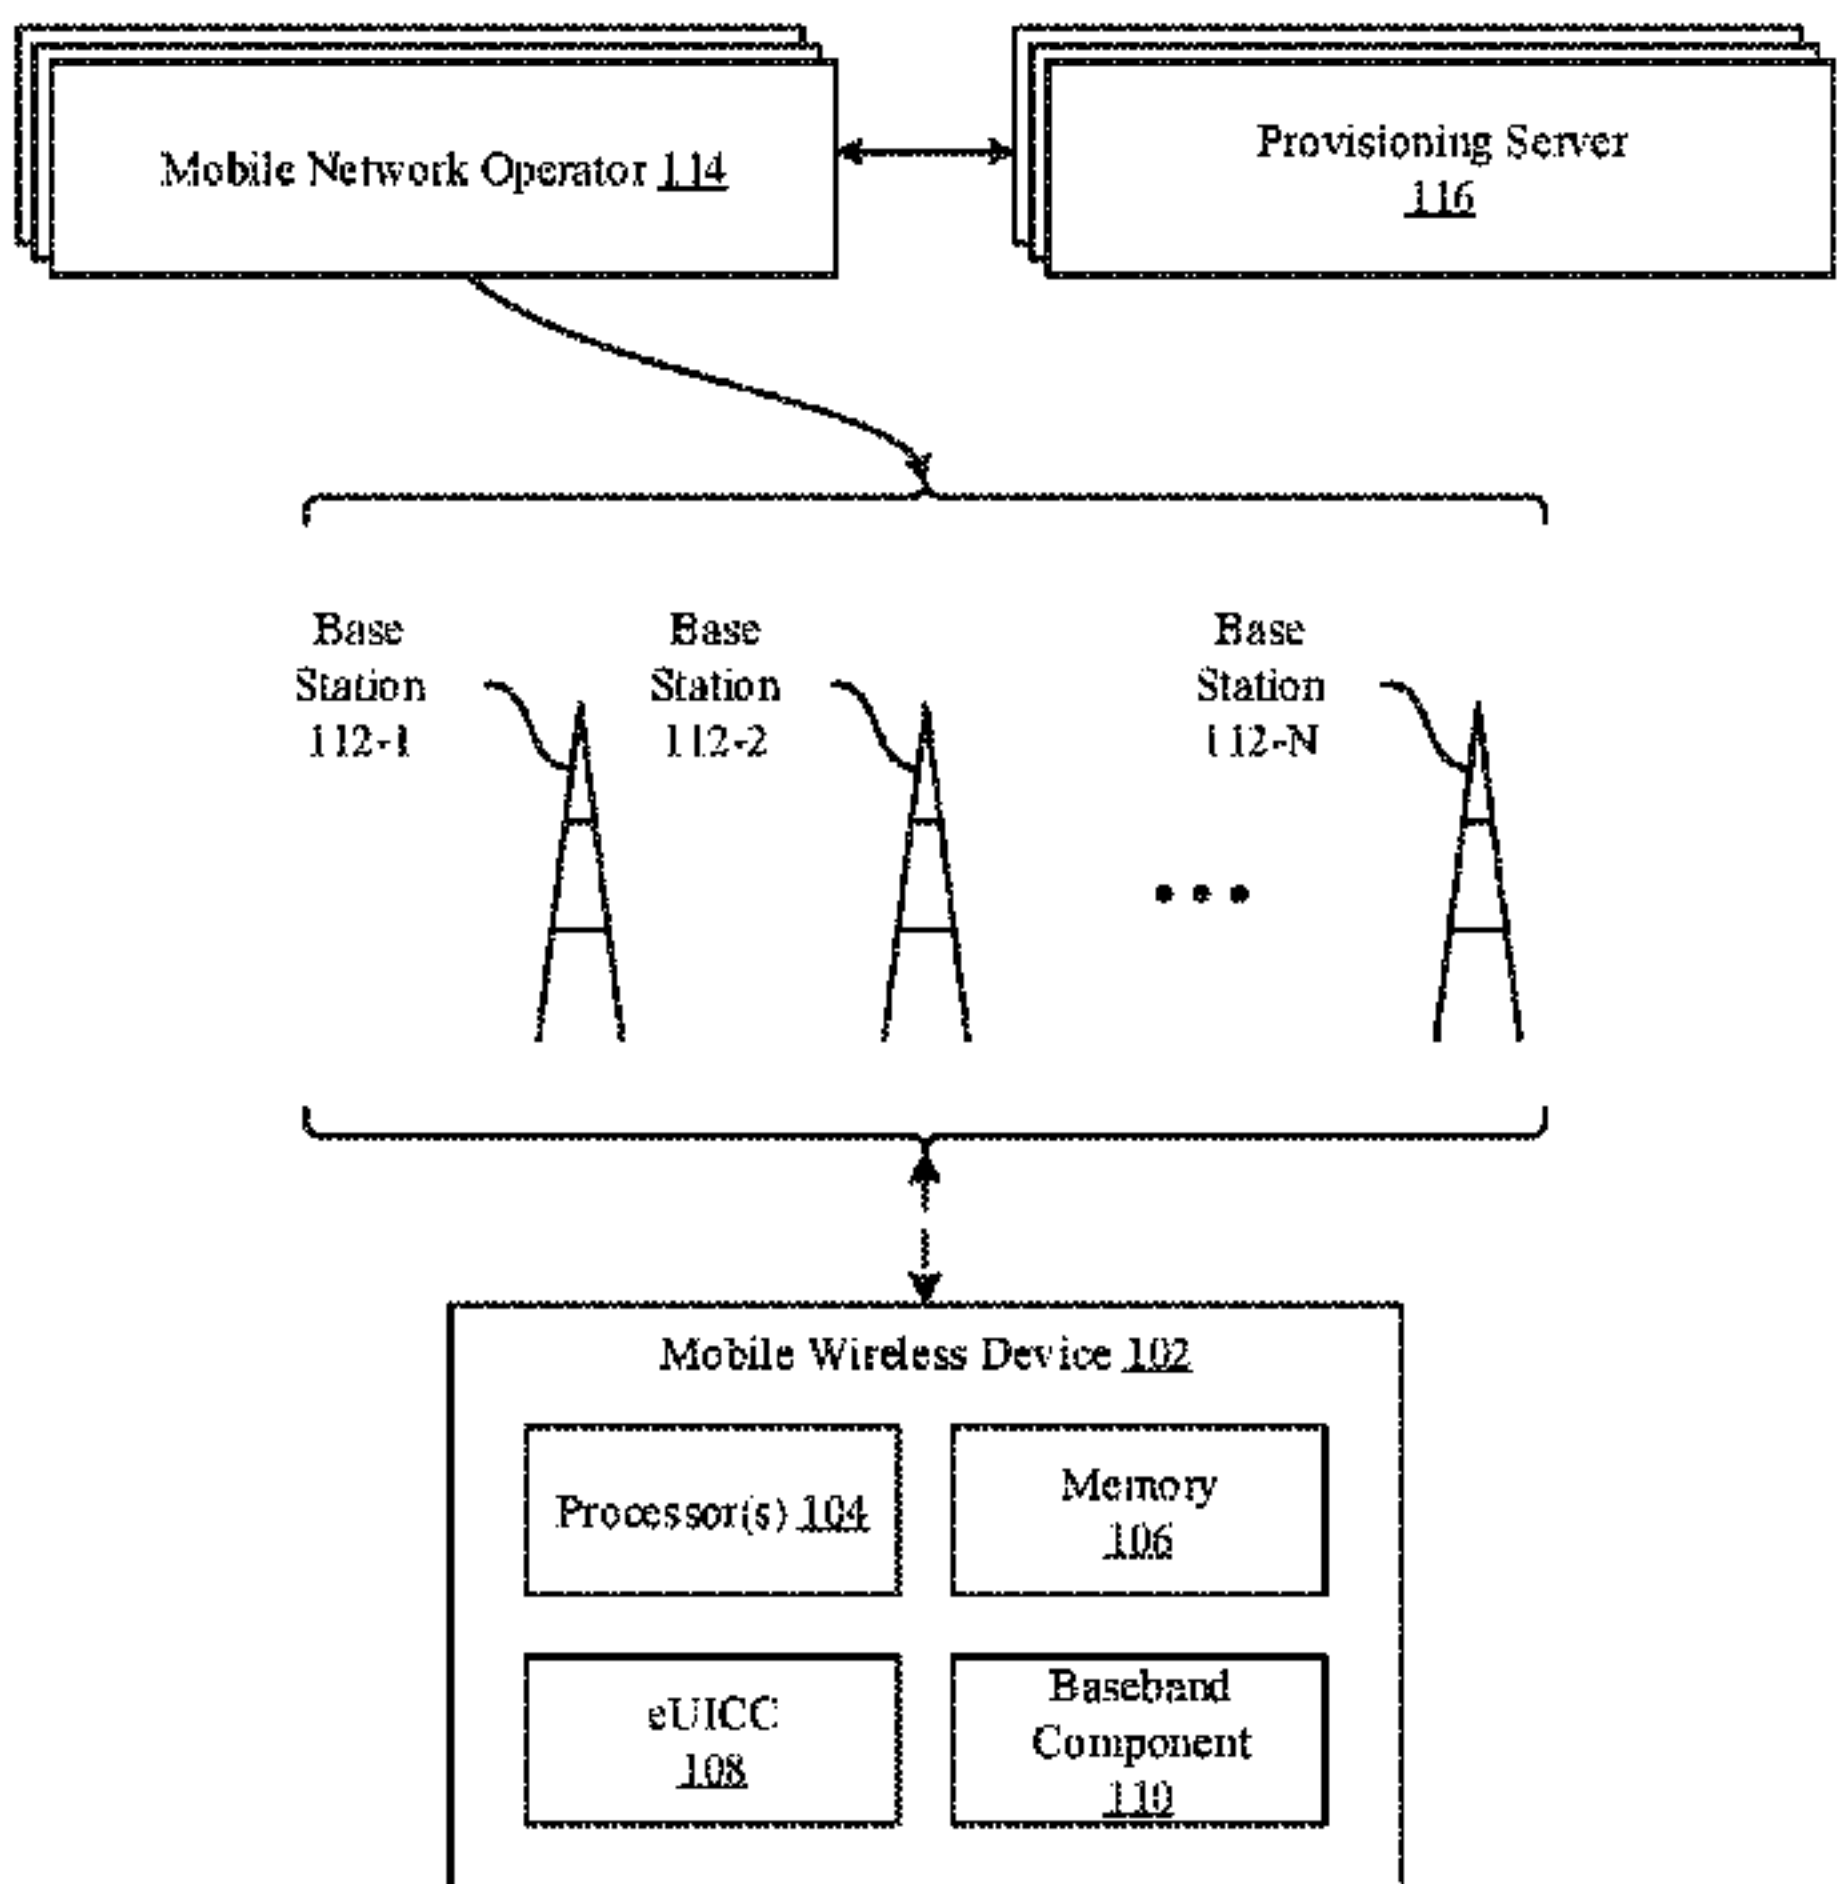 Mobile Network Operator 114
Provisioning Server
116
Base
Station
112-1
Base
Station
112-2
Base
Station
112-N
Mobile Wireless Device 102
Processor(s) 104
Memory
106
eUICC
108
Baseband
Component
110